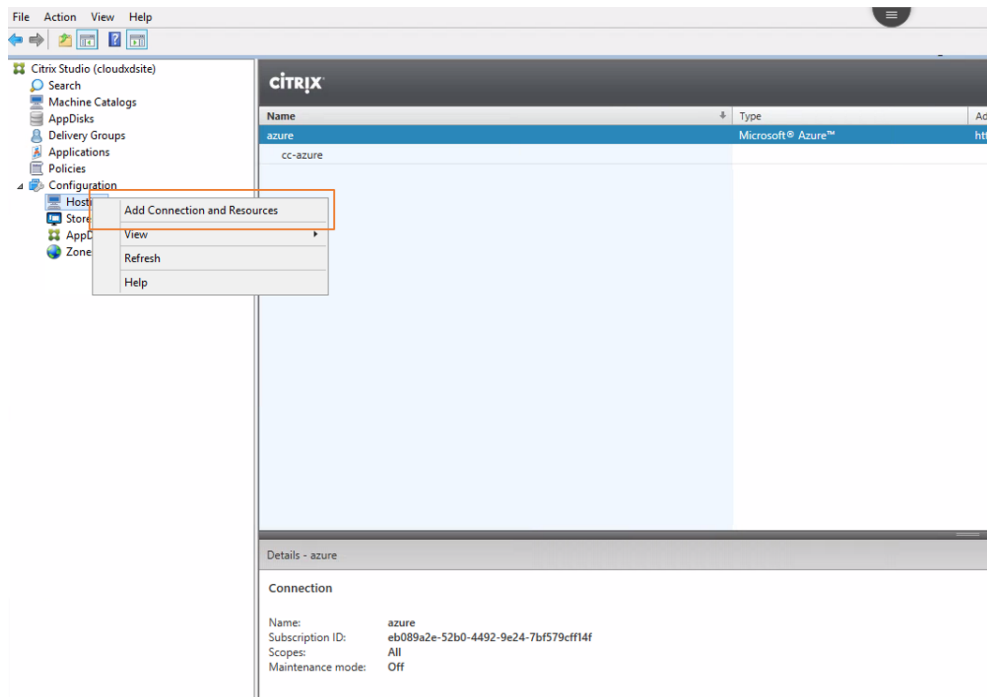 File Action View Help
Citrix Studio (cloudxdsite)
Search
Machine Catalogs
AppDisks
Delivery Groups
Applications
Policies
Configuration
Add Connection and Resources
View
Refresh
Help
CİTRIX
Name Type
azure Microsoft® Azure™
cc-azure
Details - azure
Connection
Name: azure
Subscription ID: eb089a2e-52b0-4492-9e24-7bf579cff14f
Scopes: All
Maintenance mode: Off